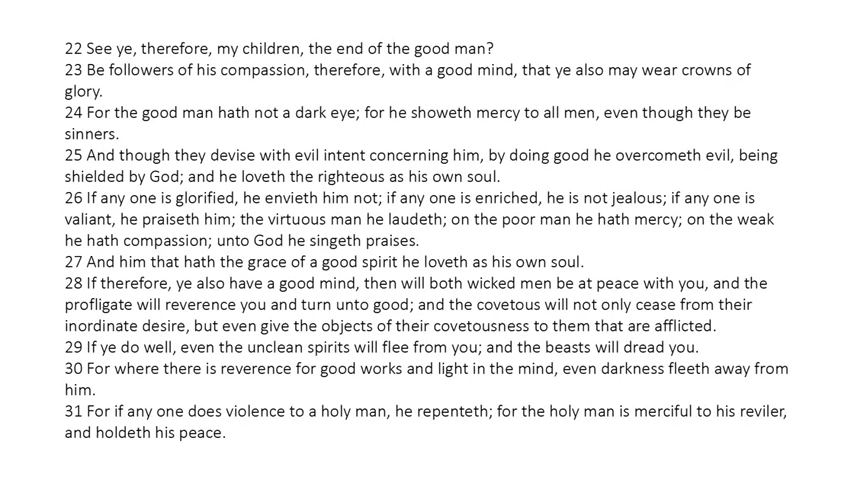 22 See ye, therefore, my children, the end of the good man?
23 Be followers of his compassion, therefore, with a good mind, that ye also may wear crowns of
glory.
24 For the good man hath not a dark eye; for he showeth mercy to all men, even though they be
sinners.
25 And though they devise with evil intent concerning him, by doing good he overcometh evil, being
shielded by God; and he loveth the righteous as his own soul.
26 If any one is glorified, he envieth him not; if any one is enriched, he is not jealous; if any one is
valiant, he praiseth him; the virtuous man he laudeth; on the poor man he hath mercy; on the weak
he hath compassion; unto God he singeth praises.
27 And him that hath the grace of a good spirit he loveth as his own soul.
28 If therefore, ye also have a good mind, then will both wicked men be at peace with you, and the
profligate will reverence you and turn unto good; and the covetous will not only cease from their
inordinate desire, but even give the objects of their covetousness to them that are afflicted.
29 If ye do well, even the unclean spirits will flee from you; and the beasts will dread you.
30 For where there is reverence for good works and light in the mind, even darkness fleeth away from
him.
31 For if any one does violence to a holy man, he repenteth; for the holy man is merciful to his reviler,
and holdeth his peace.